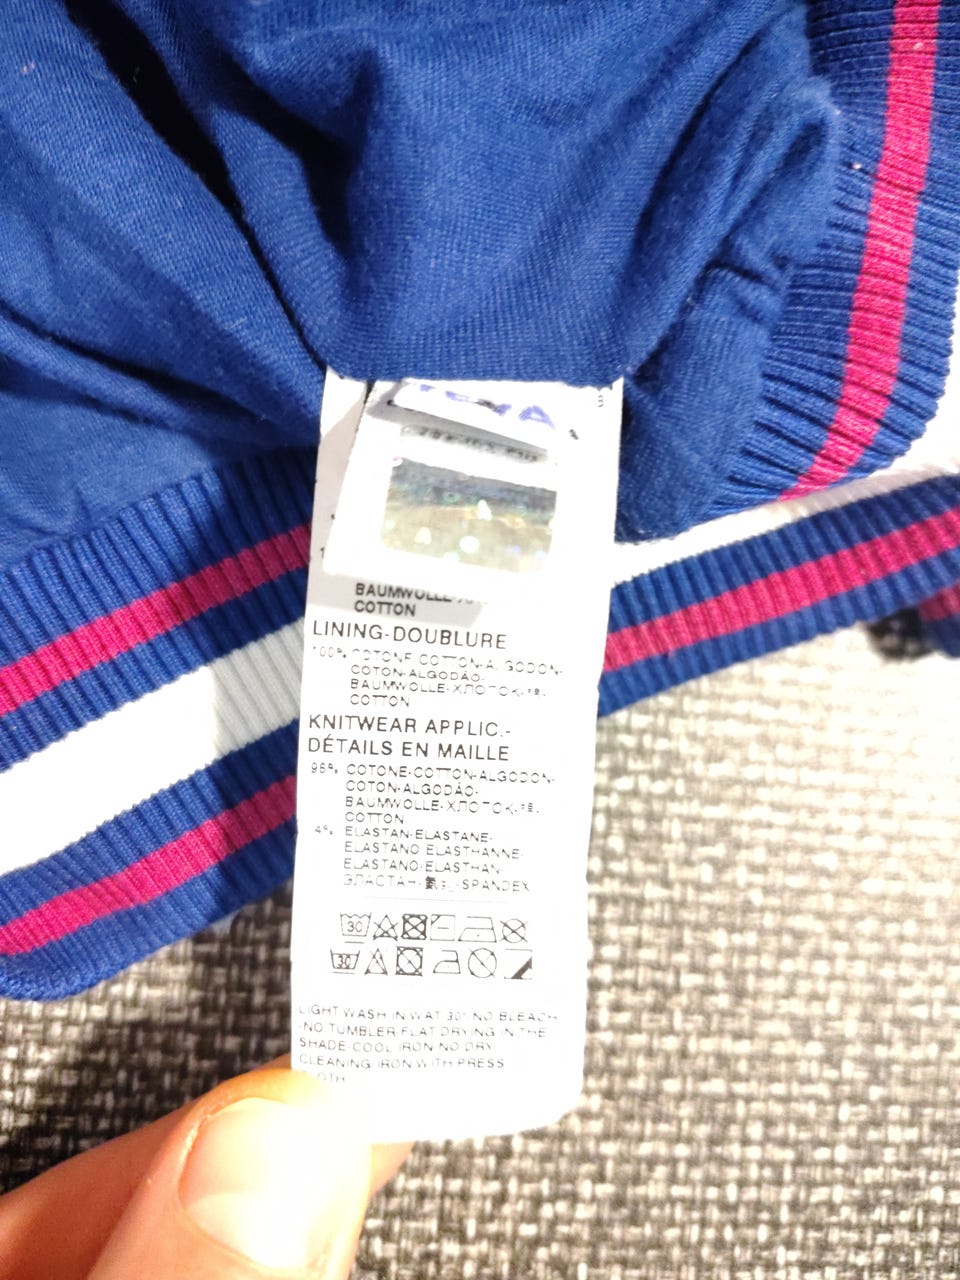 BAUMWOLLE-
COTTON
LINING-DOUBLURE
100% COTONE-COTTON-ALGODON-
COTON-ALGODÃO-
BAUMWOLLE-ХЛОПОК-
COTTON
KNITWEAR APPLIC.-
DÉTAILS EN MAILLE
96% COTONE-COTTON-ALGODON-
COTON-ALGODÃO-
BAUMWOLLE-ХЛОПОК-
COTTON
4% ELASTAN-ELASTANE-
ELASTANO ELASTHANNE-
ELASTANO-ELASTHAN-
ЭЛАСТАН- -SPANDEX
30
30
LIGHT WASH IN WAT 30° NO BLEACH
-NO TUMBLER FLAT DRYING IN THE
SHADE COOL IRON-NO DRY
CLEANING IRON WITH PRESS